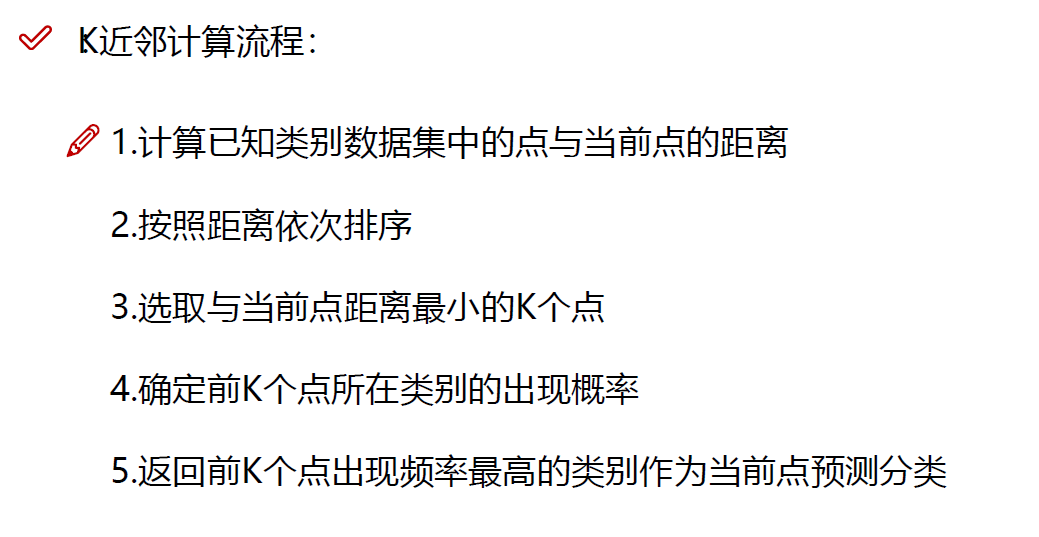 K近邻计算流程：
1.计算已知类别数据集中的点与当前点的距离
2.按照距离依次排序
3.选取与当前点距离最小的K个点
4.确定前K个点所在类别的出现概率
5.返回前K个点出现频率最高的类别作为当前点预测分类